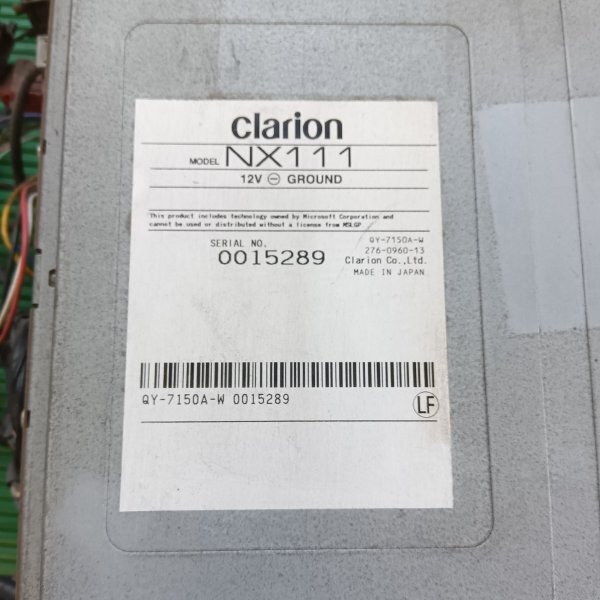 clarion
MODEL NX111
12V ⊖ GROUND
This product includes technology owned by Microsoft Corporation and
cannot be used or distributed without a license from MSLGP
SERIAL NO.
0015289
QY-7150A-W
276-0960-13
Clarion Co.,Ltd.
MADE IN JAPAN
QY-7150A-W 0015289
LF